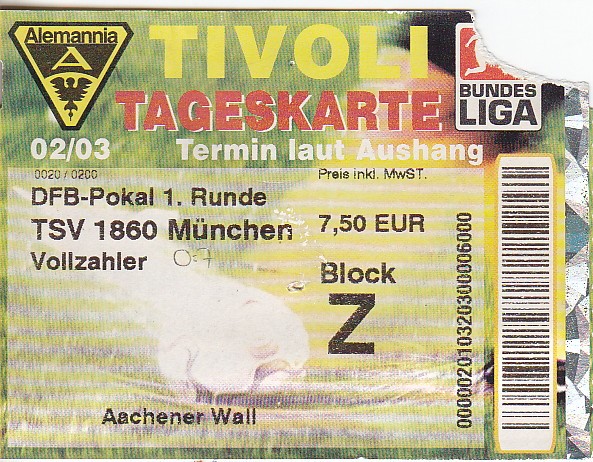 Alemannia
A
TIVOLI
TAGESKARTE
BUNDES
LIGA
02/03
Termin laut Aushang
0020 / 0200
Preis inkl. MwST.
DFB-Pokal 1. Runde
TSV 1860 München
7,50 EUR
Vollzahler
0:7
Block
Z
Aachener Wall
000002010320300006000